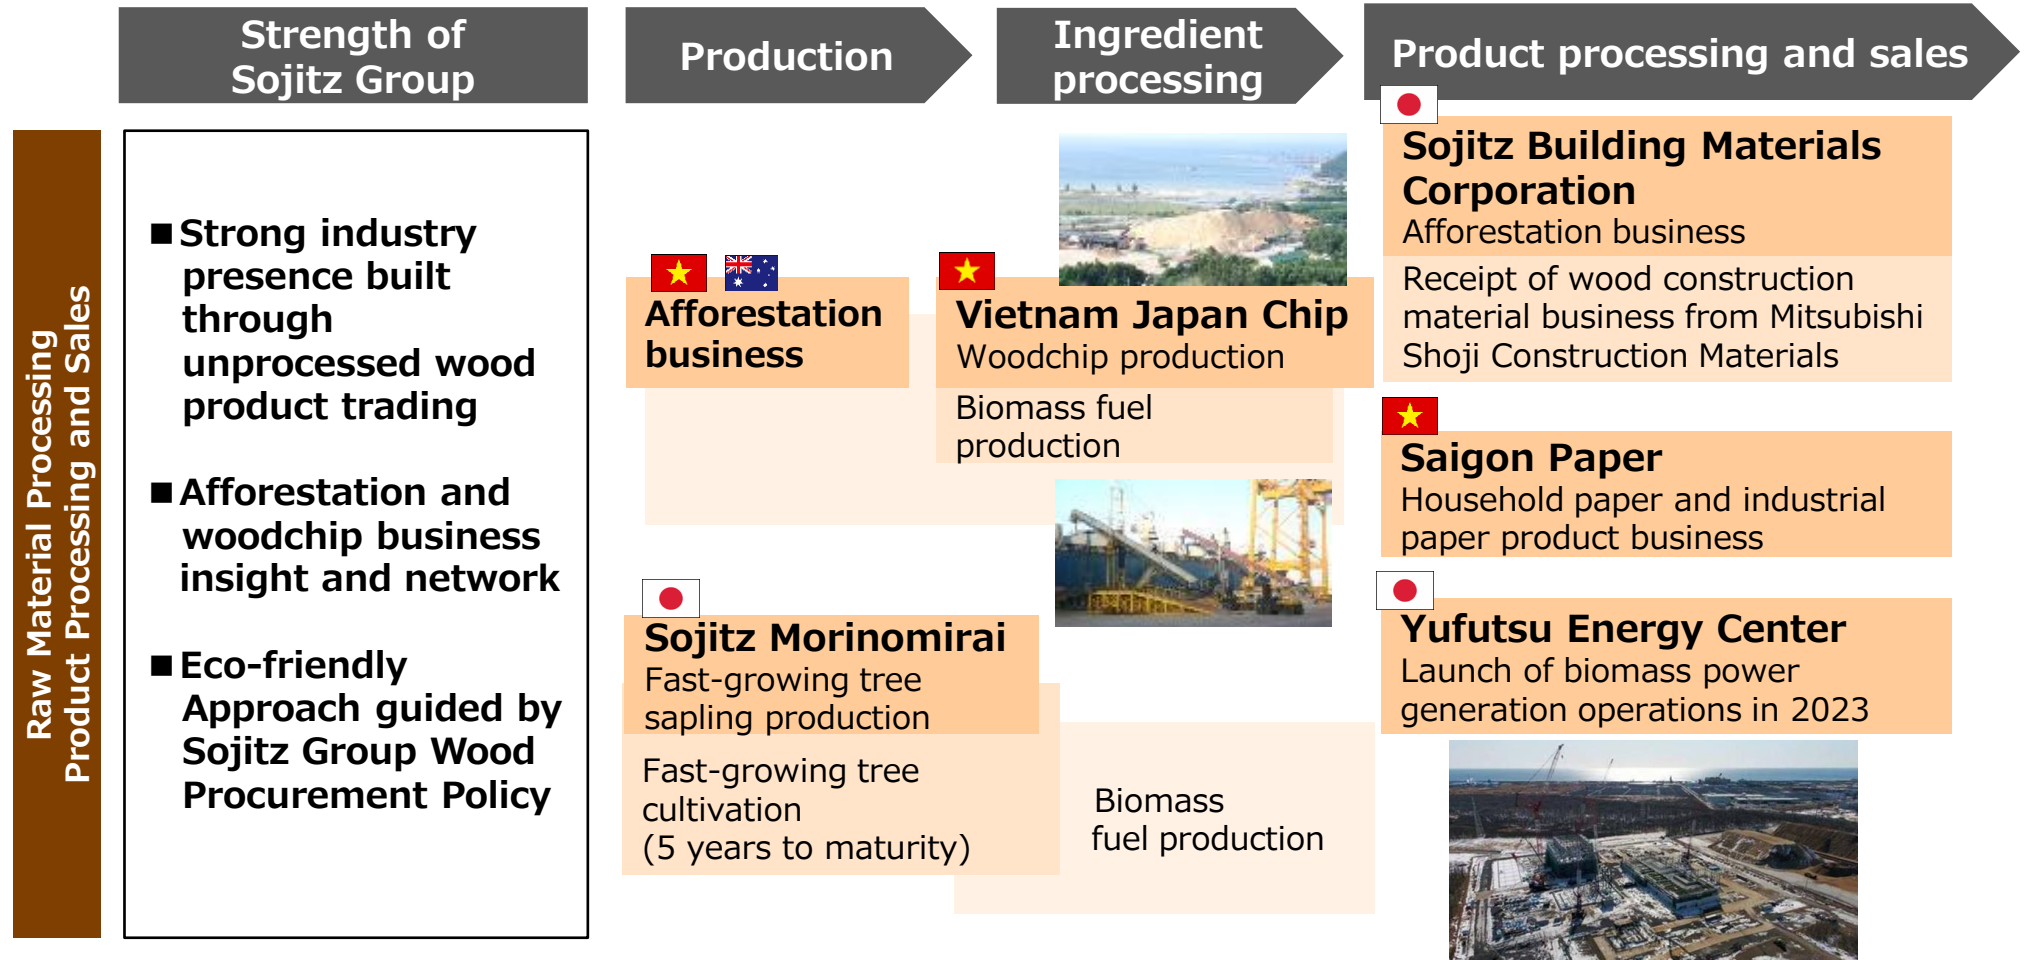 Strength of
Sojitz Group
Production
Ingredient
processing
Product processing and sales
Raw Material Processing
Product Processing and Sales
■Strong industry
presence built
through
unprocessed wood
product trading
■Afforestation and
woodchip business
insight and network
■Eco-friendly
Approach guided by
Sojitz Group Wood
Procurement Policy
Afforestation
business
Vietnam Japan Chip
Woodchip production
Biomass fuel
production
Sojitz Morinomirai
Fast-growing tree
sapling production
Fast-growing tree
cultivation
(5 years to maturity)
Biomass
fuel production
Sojitz Building Materials
Corporation
Afforestation business
Receipt of wood construction
material business from Mitsubishi
Shoji Construction Materials
Saigon Paper
Household paper and industrial
paper product business
Yufutsu Energy Center
Launch of biomass power
generation operations in 2023